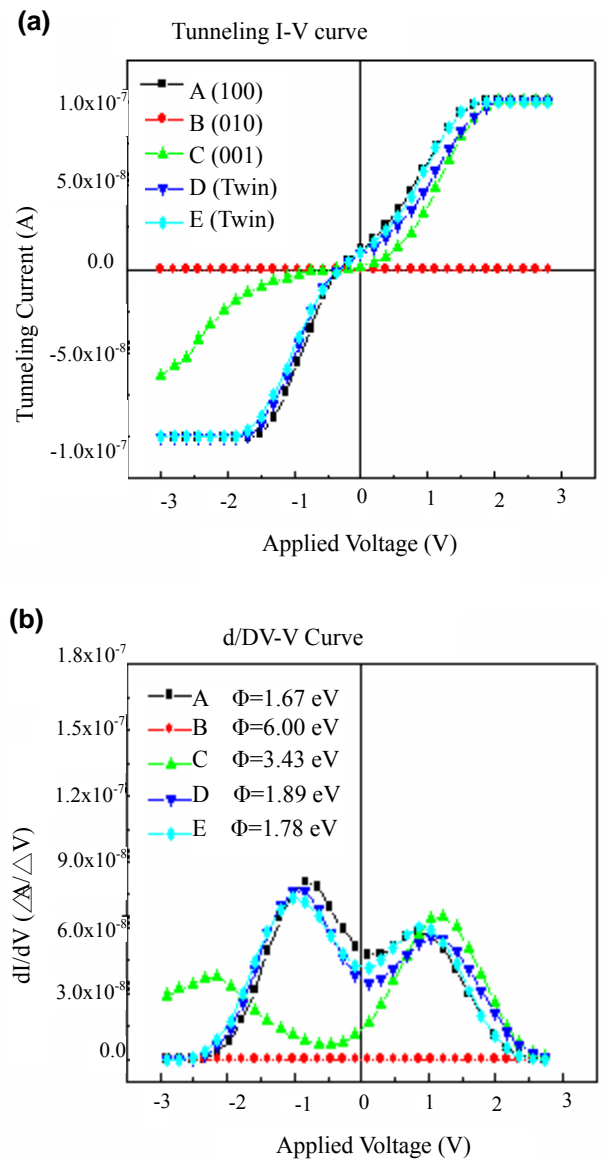 (a)
Tunneling I-V curve
A (100)
B (010)
C (001)
D (Twin)
E (Twin)
1.0x10-7
5.0x10-8
0.0
-5.0x10-8
-1.0x10-7
Tunneling Current (A)
-3 -2 -1 0 1 2 3
Applied Voltage (V)
(b)
d/DV-V Curve
A Φ=1.67 eV
B Φ=6.00 eV
C Φ=3.43 eV
D Φ=1.89 eV
E Φ=1.78 eV
1.8x10-7
1.5x10-7
1.2x10-7
9.0x10-8
6.0x10-8
3.0x10-8
0.0
dI/dV (△A/△V)
-3 -2 -1 0 1 2 3
Applied Voltage (V)